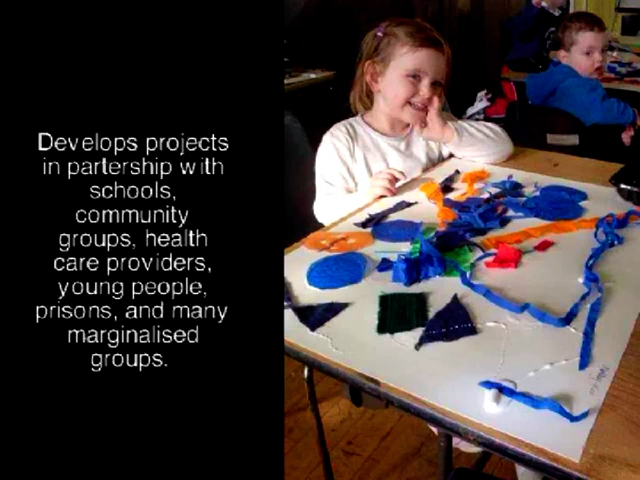 Develops projects
in partership with
schools,
community
groups, health
care providers,
young people,
prisons, and many
marginalised
groups.